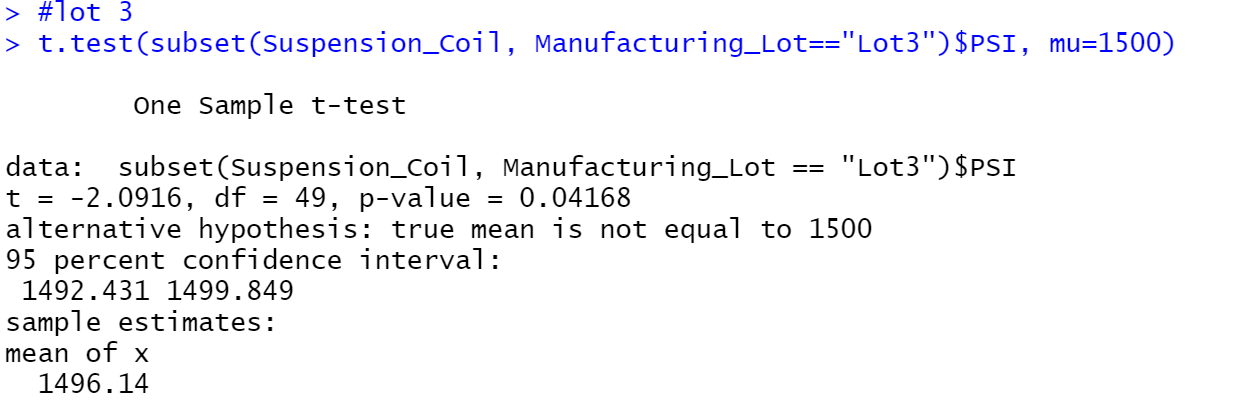 > #lot 3
> t.test(subset(Suspension_Coil, Manufacturing_Lot=="Lot3")$PSI, mu=1500)
One Sample t-test
data:  subset(Suspension_Coil, Manufacturing_Lot == "Lot3")$PSI
t = -2.0916, df = 49, p-value = 0.04168
alternative hypothesis: true mean is not equal to 1500
95 percent confidence interval:
1492.431 1499.849
sample estimates:
mean of x
1496.14